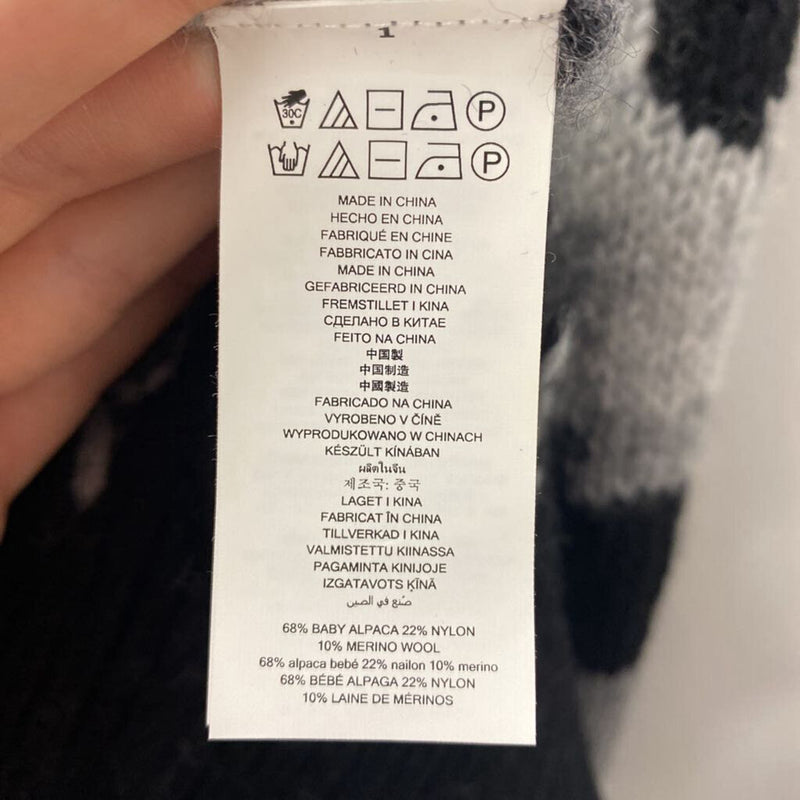 1
30C P
P
MADE IN CHINA
HECHO EN CHINA
FABRIQUÉ EN CHINE
FABBRICATO IN CINA
MADE IN CHINA
GEFABRICEERD IN CHINA
FREMSTILLET I KINA
СДЕЛАНО В КИТАЕ
FEITO NA CHINA
中国製
中国制造
中國製造
FABRICADO NA CHINA
VYROBENO V ČÍNĚ
WYPRODUKOWANO W CHINACH
KÉSZÜLT KÍNÁBAN
ผลิตในจีน
제조국: 중국
LAGET I KINA
FABRICAT ÎN CHINA
TILLVERKAD I KINA
VALMISTETTU KIINASSA
PAGAMINTA KINIJOJE
IZGATAVOTS ĶĪNĀ
صُنع في الصين
68% BABY ALPACA 22% NYLON
10% MERINO WOOL
68% alpaca bebé 22% nailon 10% merino
68% BÉBÉ ALPAGA 22% NYLON
10% LAINE DE MÉRINOS